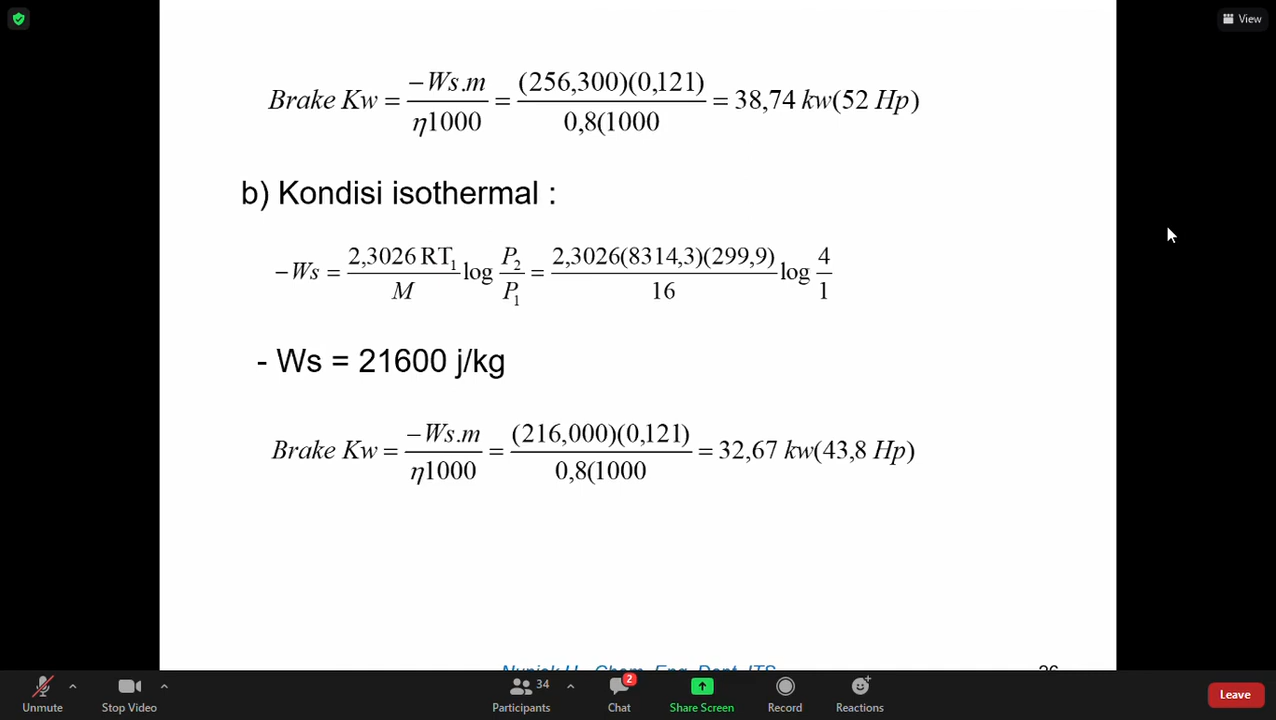 View
Brake Kw = −Ws.m / η1000 = (256,300)(0,121) / 0,8(1000 = 38,74 kw(52 Hp)
b) Kondisi isothermal :
−Ws = 2,3026 RT₁ / M log P₂ / P₁ = 2,3026(8314,3)(299,9) / 16 log 4 / 1
- Ws = 21600 j/kg
Brake Kw = −Ws.m / η1000 = (216,000)(0,121) / 0,8(1000 = 32,67 kw(43,8 Hp)
34
2
Unmute
Stop Video
Participants
Chat
Share Screen
Record
Reactions
Leave